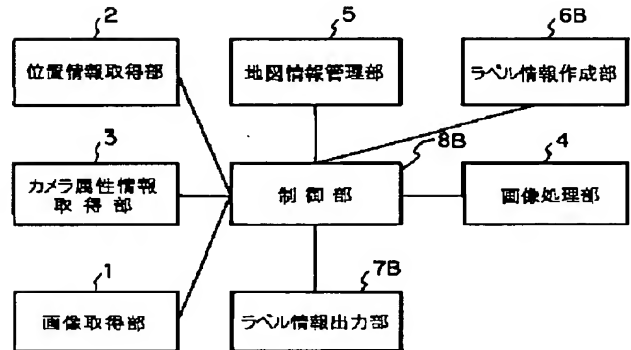 2
5
6B
位置情報取得部
地図情報管理部
ラベル情報作成部
3
8B
4
カメラ属性情報
取得部
制御部
画像処理部
1
7B
画像取得部
ラベル情報出力部